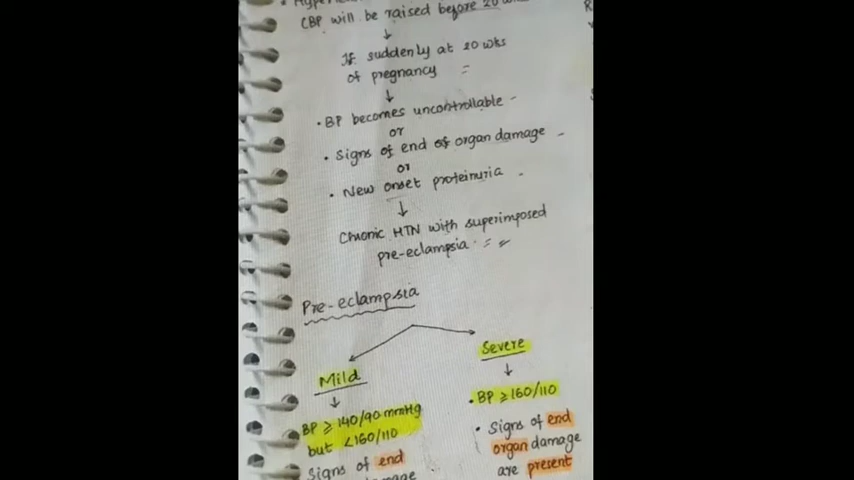 CBP will be raised before 20
↓
If suddenly at 20 wks
of pregnancy =
↓
• BP becomes uncontrollable -
or
• Signs of end of organ damage -
or
• New onset proteinuria -
↓
Chronic HTN with superimposed
pre-eclampsia
Pre-eclampsia
Severe
↓
Mild
↓
• BP ≥ 160/110
BP ≥ 140/90 mmHg
but < 160/110
• Signs of end
organ damage
are present
Signs of end